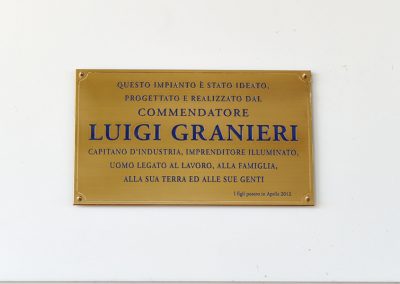 QUESTO IMPIANTO È STATO IDEATO,
PROGETTATO E REALIZZATO DAL
COMMENDATORE
LUIGI GRANIERI
CAPITANO D'INDUSTRIA, IMPRENDITORE ILLUMINATO,
UOMO LEGATO AL LAVORO, ALLA FAMIGLIA,
ALLA SUA TERRA ED ALLE SUE GENTI
I figli posero in Aprile 2012